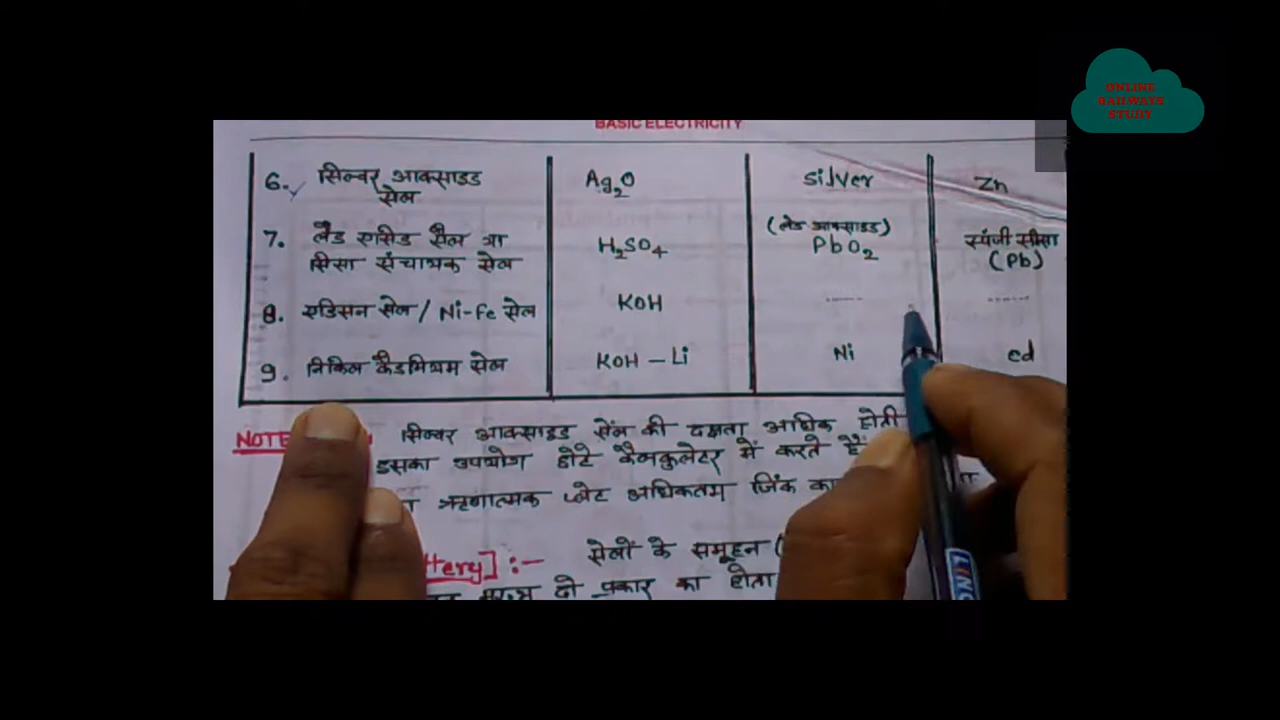 ONLINE
RAILWAYS
STUDY
BASIC ELECTRICITY
6. सिल्वर आक्साइड सेल Ag2O Silver Zn
7. लैड एसीड सैल या सिसा संचायक सेल H2SO4 (लेड आक्साइड) PbO2 स्पंजी सीसा (Pb)
8. एडिसन सेल / Ni-Fe सेल KOH ------ ------
9. निकिल कैडमियम सेल KOH - Li Ni cd
NOTE सिल्वर आक्साइड सेल की दक्षता अधिक होती
इसका उपयोग छोटे कैलकुलेटर में करते हैं
ऋणात्मक प्लेट अधिकतम जिंक का
ttery] :- सेलों के समूहन (
दो प्रकार का होता
LINC